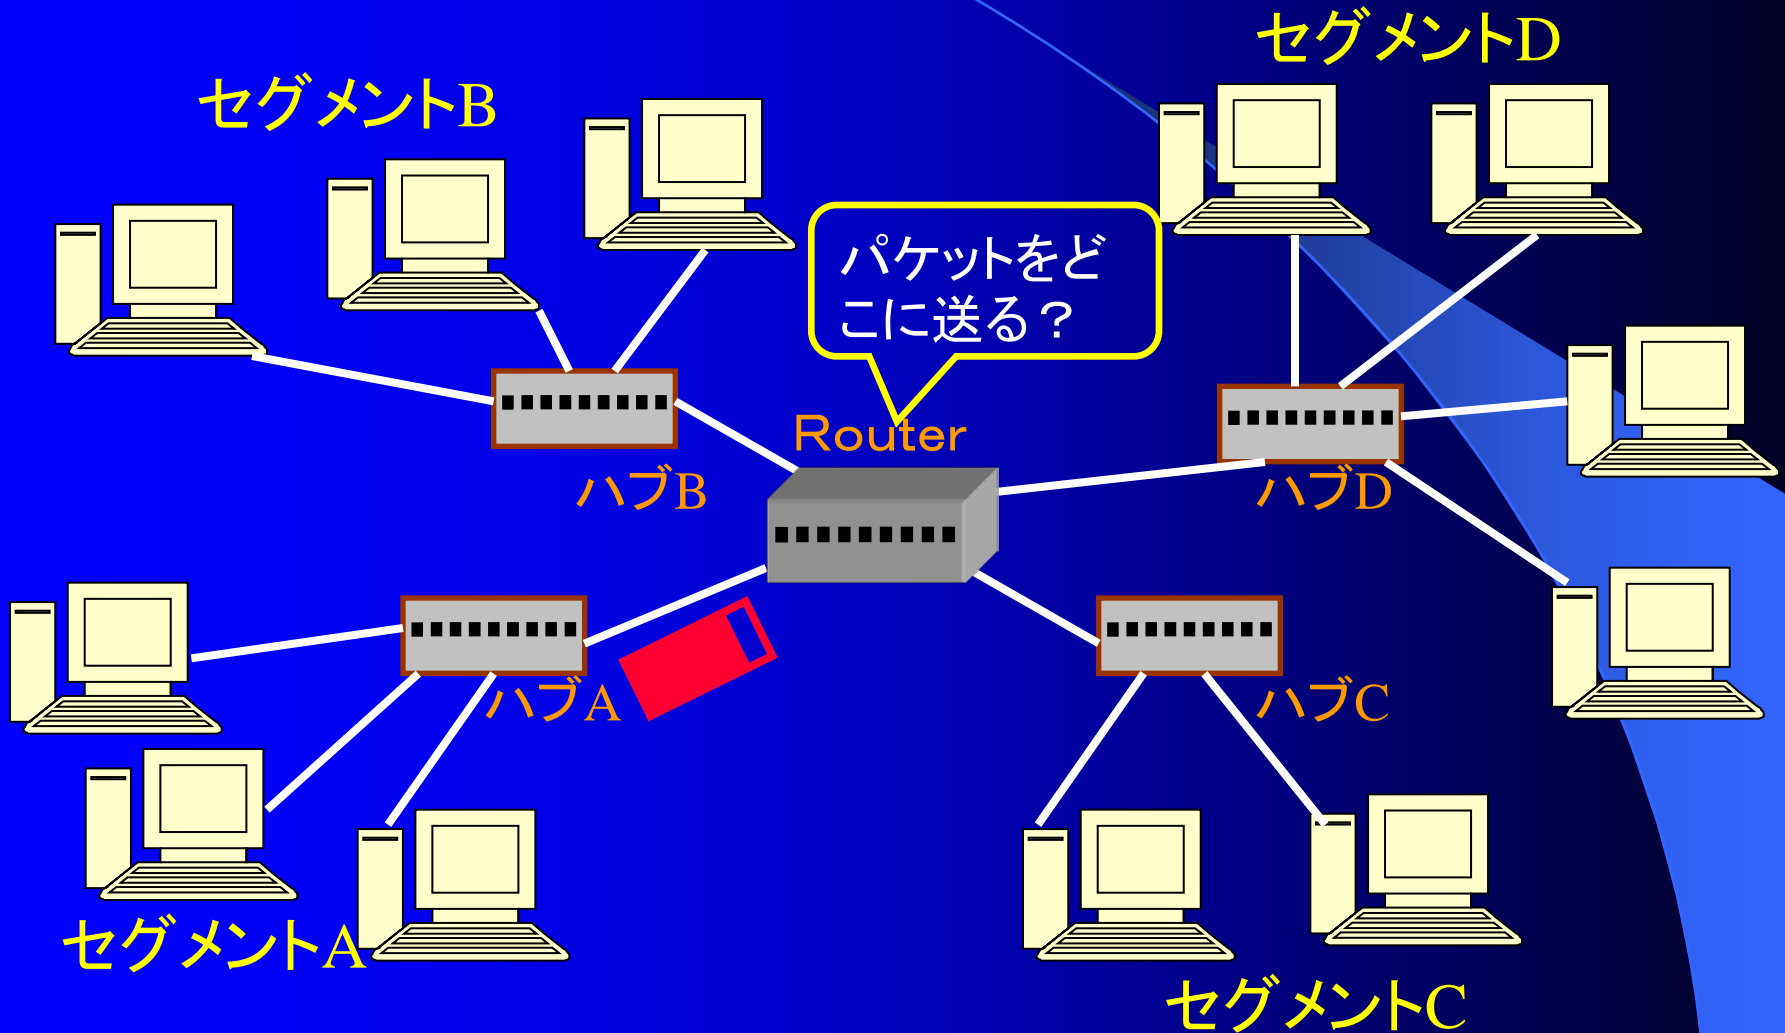 セグメントD
セグメントB
パケットをど
こに送る？
Router
ハブB
ハブD
ハブA
ハブC
セグメントA
セグメントC